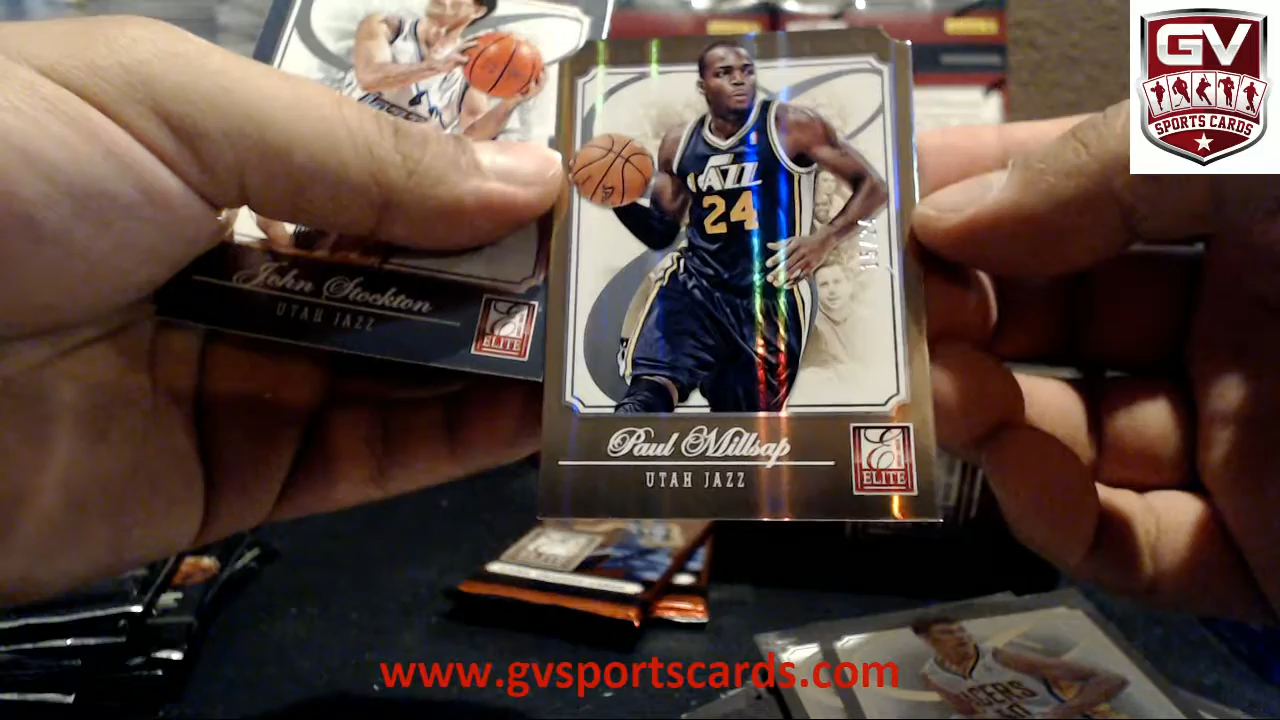 GV
SPORTS CARDS
JAZZ
24
John Stockton
UTAH JAZZ
ELITE
Paul Millsap
UTAH JAZZ
ELITE
www.gvsportscards.com